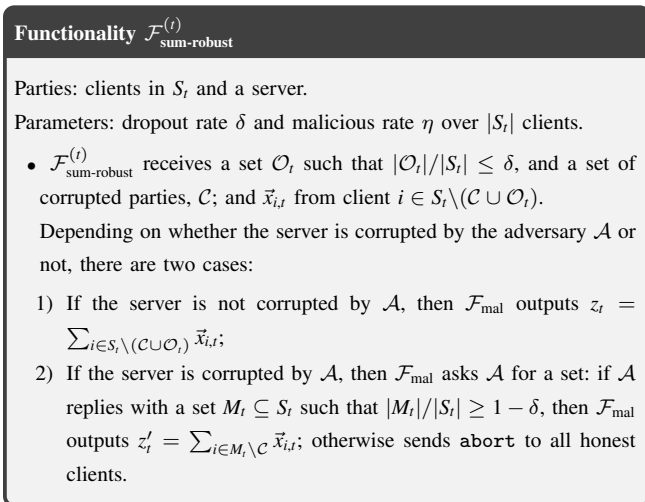 Functionality $\mathcal{F}^{(t)}_{\text{sum-robust}}$
Parties: clients in $S_t$ and a server.
Parameters: dropout rate $\delta$ and malicious rate $\eta$ over $|S_t|$ clients.
• $\mathcal{F}^{(t)}_{\text{sum-robust}}$ receives a set $\mathcal{O}_t$ such that $|\mathcal{O}_t|/|S_t| \leq \delta$, and a set of
corrupted parties, $\mathcal{C}$; and $\vec{x}_{i,t}$ from client $i \in S_t \backslash (\mathcal{C} \cup \mathcal{O}_t)$.
Depending on whether the server is corrupted by the adversary $\mathcal{A}$ or
not, there are two cases:
1) If the server is not corrupted by $\mathcal{A}$, then $\mathcal{F}_{\text{mal}}$ outputs $z_t =$
$\sum_{i \in S_t \backslash (\mathcal{C} \cup \mathcal{O}_t)} \vec{x}_{i,t}$;
2) If the server is corrupted by $\mathcal{A}$, then $\mathcal{F}_{\text{mal}}$ asks $\mathcal{A}$ for a set: if $\mathcal{A}$
replies with a set $M_t \subseteq S_t$ such that $|M_t|/|S_t| \geq 1 - \delta$, then $\mathcal{F}_{\text{mal}}$
outputs $z'_t = \sum_{i \in M_t \backslash \mathcal{C}} \vec{x}_{i,t}$; otherwise sends abort to all honest
clients.